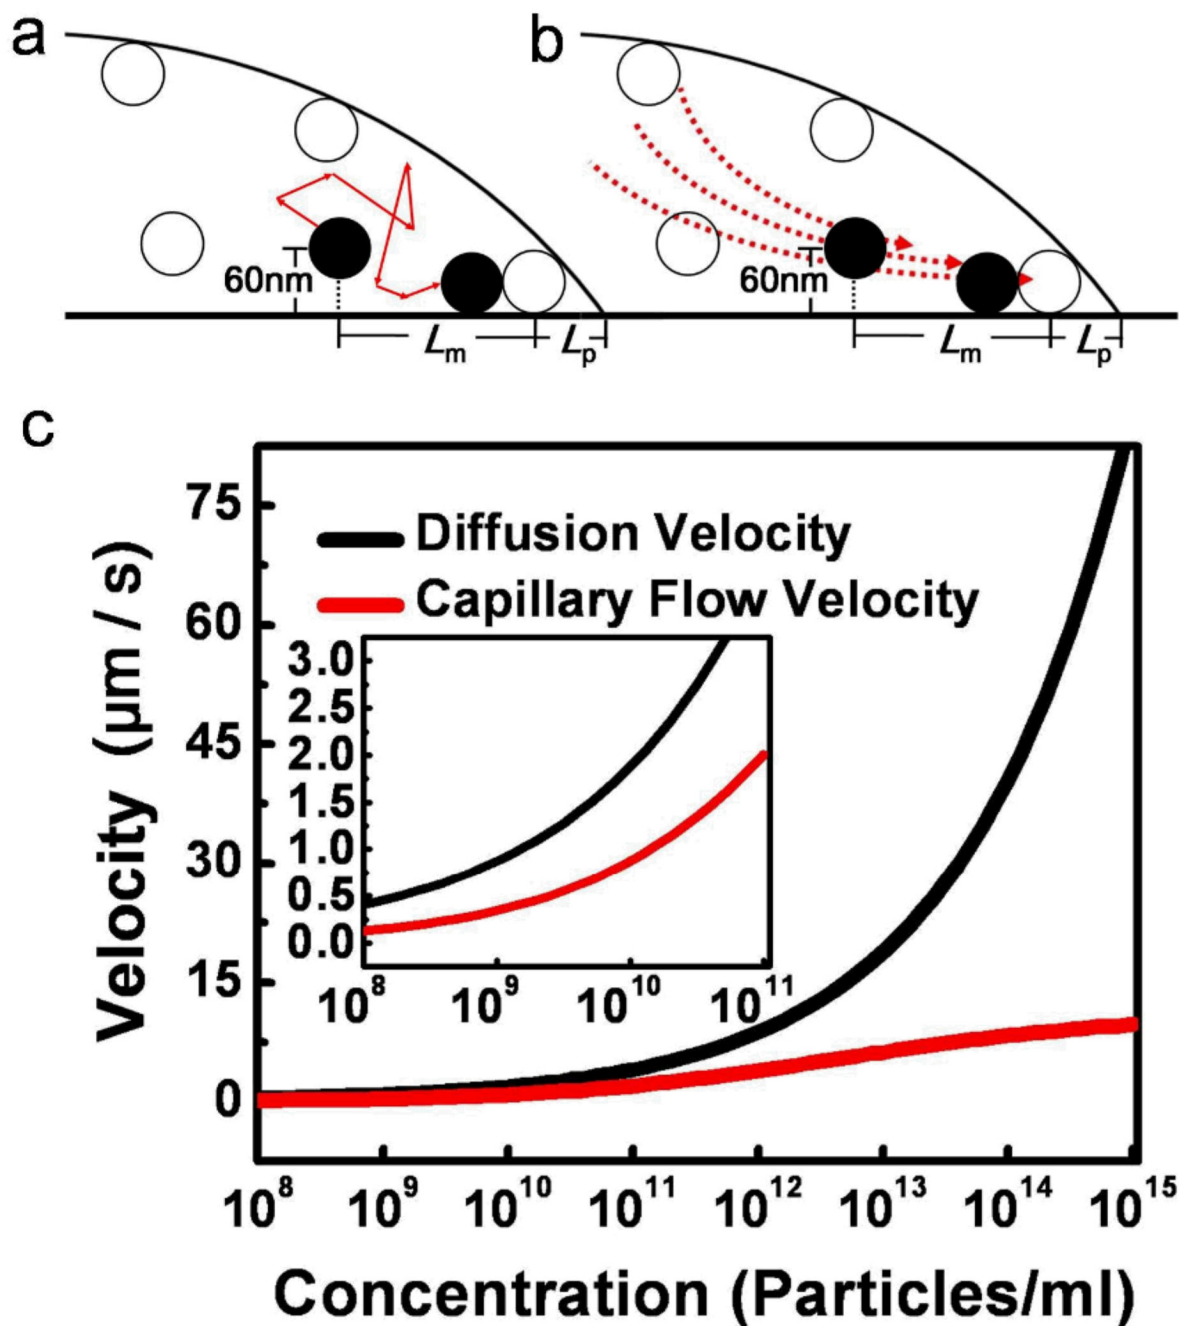 a
b
60nm
Lm
Lp
60nm
Lm
Lp
c
Velocity (μm / s)
75
60
45
30
15
0
Diffusion Velocity
Capillary Flow Velocity
3.0
2.5
2.0
1.5
1.0
0.5
0.0
10⁸ 10⁹ 10¹⁰ 10¹¹
10⁸ 10⁹ 10¹⁰ 10¹¹ 10¹² 10¹³ 10¹⁴ 10¹⁵
Concentration (Particles/ml)